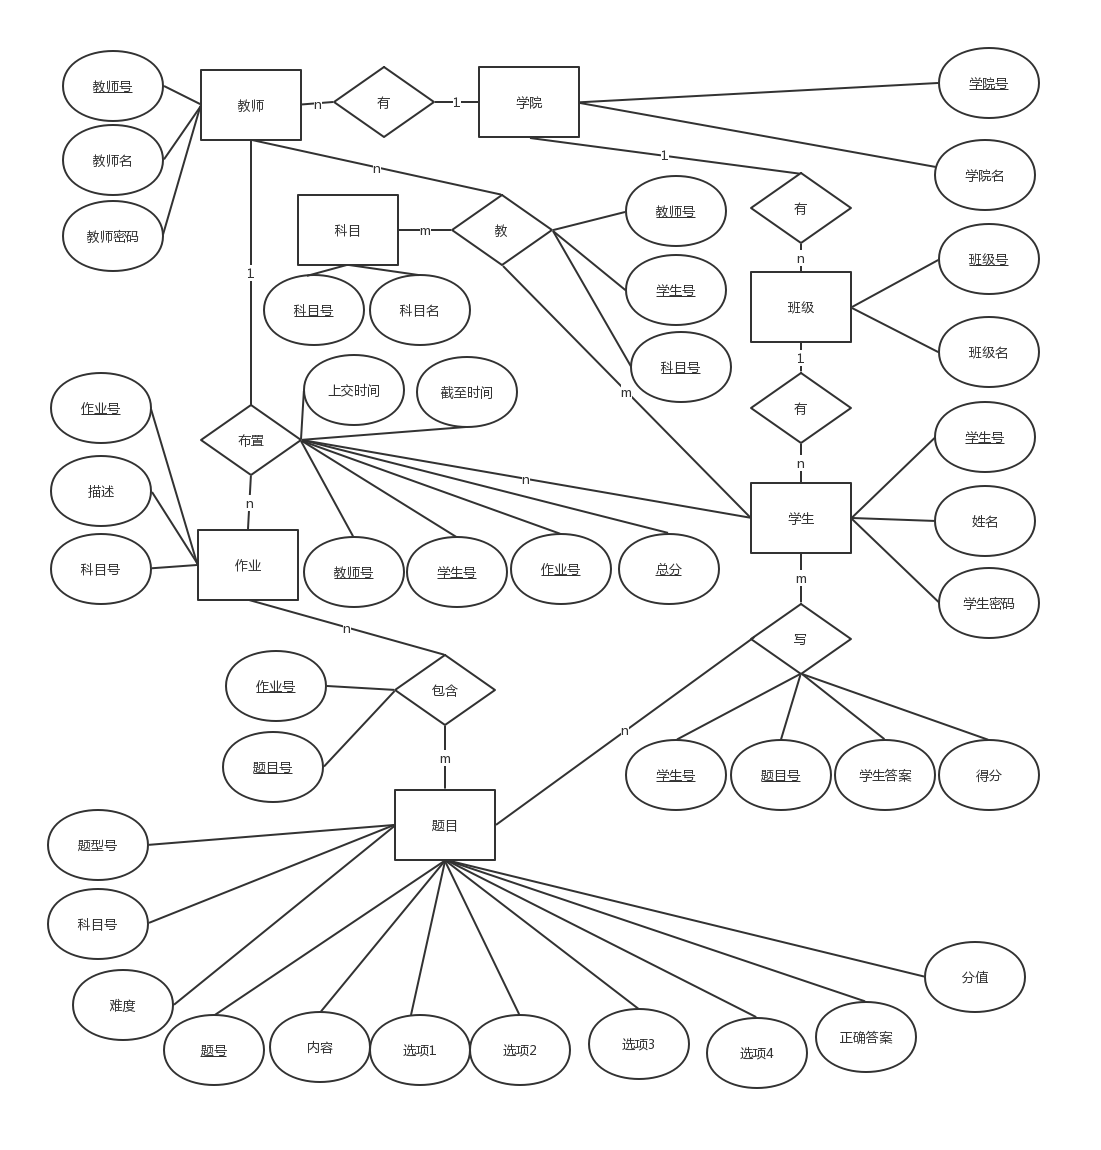 教师号
教师
n
有
1
学院
学院号
教师名
n
1
学院名
教师密码
科目
m
教
教师号
有
1
n
班级号
科目号
科目名
学生号
班级
班级名
上交时间
截至时间
科目号
m
1
有
作业号
布置
学生号
n
描述
n
n
学生
姓名
科目号
作业
教师号
学生号
作业号
总分
m
学生密码
n
写
作业号
包含
题目号
m
n
学生号
题目号
学生答案
得分
题型号
题目
科目号
难度
题号
内容
选项1
选项2
选项3
选项4
正确答案
分值